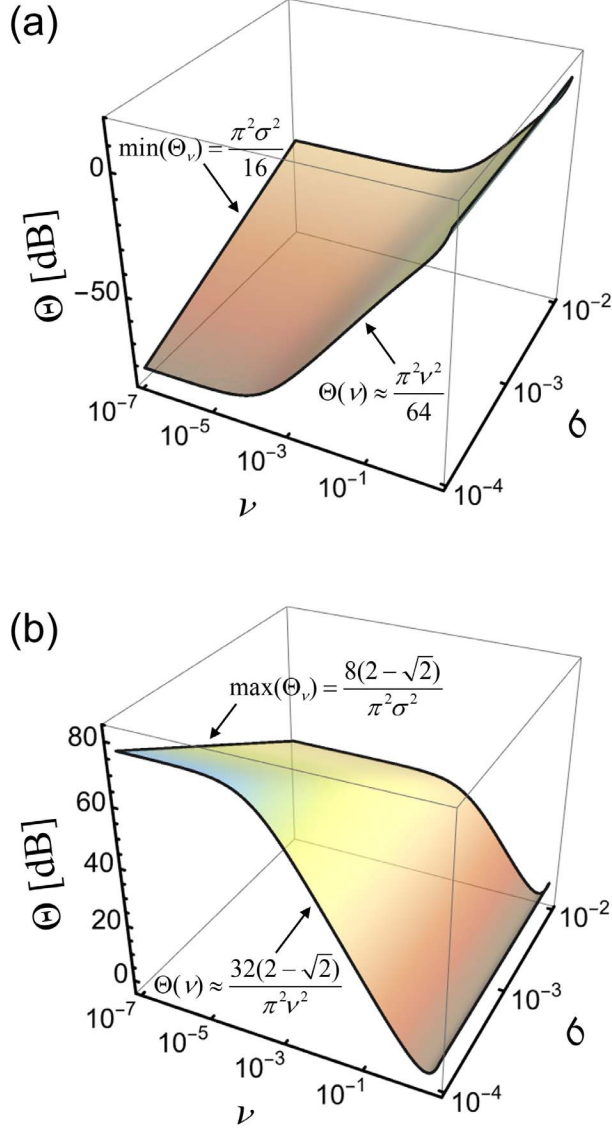 (a)
min(Θ_ν) = π²σ²/16
0
Θ [dB]
−50
10⁻²
10⁻³
σ
Θ(ν) ≈ π²ν²/64
10⁻⁷
10⁻⁵
10⁻³
10⁻¹
10⁻⁴
ν
(b)
max(Θ_ν) = 8(2−√2)/π²σ²
80
60
40
20
0
Θ [dB]
10⁻²
10⁻³
σ
Θ(ν) ≈ 32(2−√2)/π²ν²
10⁻⁷
10⁻⁵
10⁻³
10⁻¹
10⁻⁴
ν